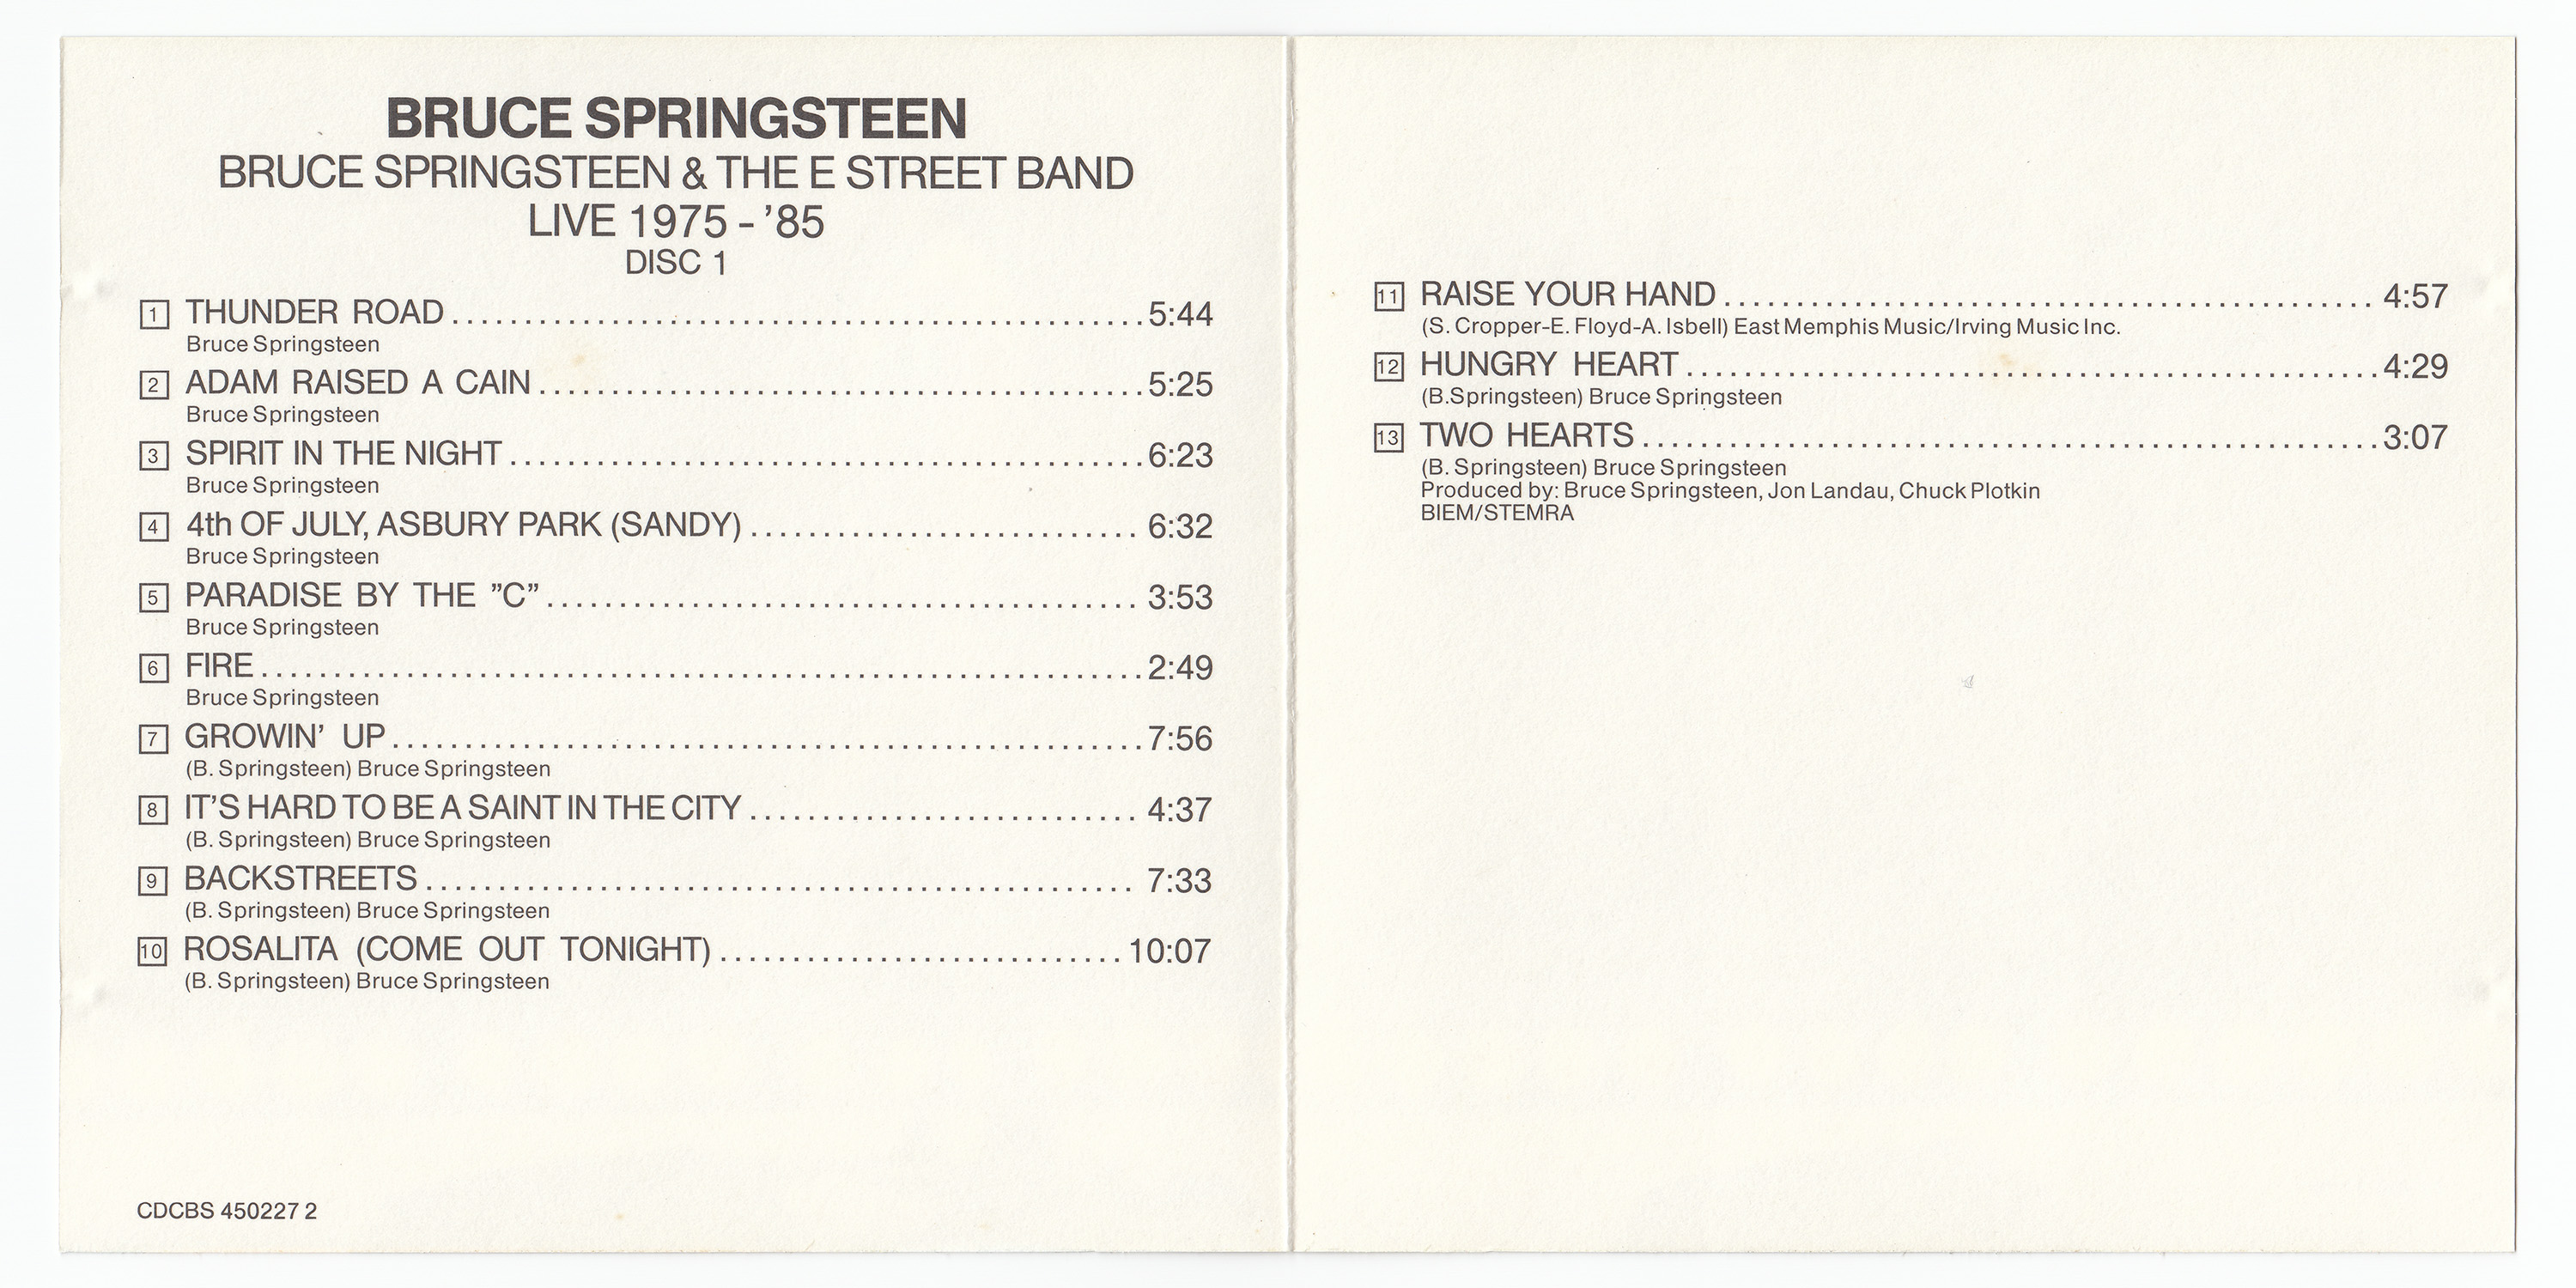 BRUCE SPRINGSTEEN
BRUCE SPRINGSTEEN & THE E STREET BAND
LIVE 1975 - ’85
DISC 1
1 THUNDER ROAD 5:44
Bruce Springsteen
2 ADAM RAISED A CAIN 5:25
Bruce Springsteen
3 SPIRIT IN THE NIGHT 6:23
Bruce Springsteen
4 4th OF JULY, ASBURY PARK (SANDY) 6:32
Bruce Springsteen
5 PARADISE BY THE ”C” 3:53
Bruce Springsteen
6 FIRE 2:49
Bruce Springsteen
7 GROWIN’ UP 7:56
(B. Springsteen) Bruce Springsteen
8 IT’S HARD TO BE A SAINT IN THE CITY 4:37
(B. Springsteen) Bruce Springsteen
9 BACKSTREETS 7:33
(B. Springsteen) Bruce Springsteen
10 ROSALITA (COME OUT TONIGHT) 10:07
(B. Springsteen) Bruce Springsteen
CDCBS 450227 2
11 RAISE YOUR HAND 4:57
(S. Cropper-E. Floyd-A. Isbell) East Memphis Music/Irving Music Inc.
12 HUNGRY HEART 4:29
(B.Springsteen) Bruce Springsteen
13 TWO HEARTS 3:07
(B. Springsteen) Bruce Springsteen
Produced by: Bruce Springsteen, Jon Landau, Chuck Plotkin
BIEM/STEMRA